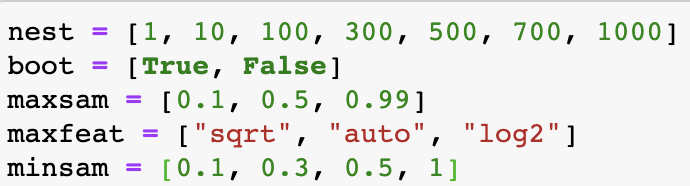 nest = [1, 10, 100, 300, 500, 700, 1000]
boot = [True, False]
maxsam = [0.1, 0.5, 0.99]
maxfeat = ["sqrt", "auto", "log2"]
minsam = [0.1, 0.3, 0.5, 1]